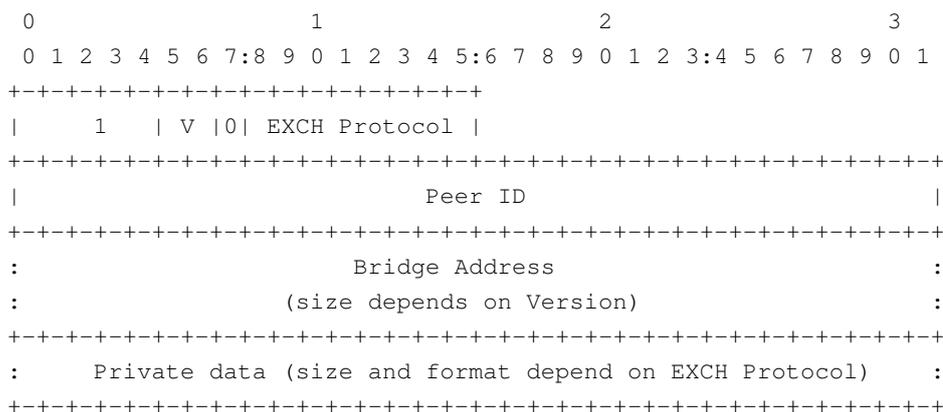 0                   1                   2                   3
 0 1 2 3 4 5 6 7:8 9 0 1 2 3 4 5:6 7 8 9 0 1 2 3:4 5 6 7 8 9 0 1
+-+-+-+-+-+-+-+-+-+-+-+-+-+-+-+-+
|     1   | V |0| EXCH Protocol |
+-+-+-+-+-+-+-+-+-+-+-+-+-+-+-+-+-+-+-+-+-+-+-+-+-+-+-+-+-+-+-+-+
|                            Peer ID                            |
+-+-+-+-+-+-+-+-+-+-+-+-+-+-+-+-+-+-+-+-+-+-+-+-+-+-+-+-+-+-+-+-+
:                       Bridge Address                          :
:                  (size depends on Version)                    :
+-+-+-+-+-+-+-+-+-+-+-+-+-+-+-+-+-+-+-+-+-+-+-+-+-+-+-+-+-+-+-+-+
:     Private data (size and format depend on EXCH Protocol)    :
+-+-+-+-+-+-+-+-+-+-+-+-+-+-+-+-+-+-+-+-+-+-+-+-+-+-+-+-+-+-+-+-+